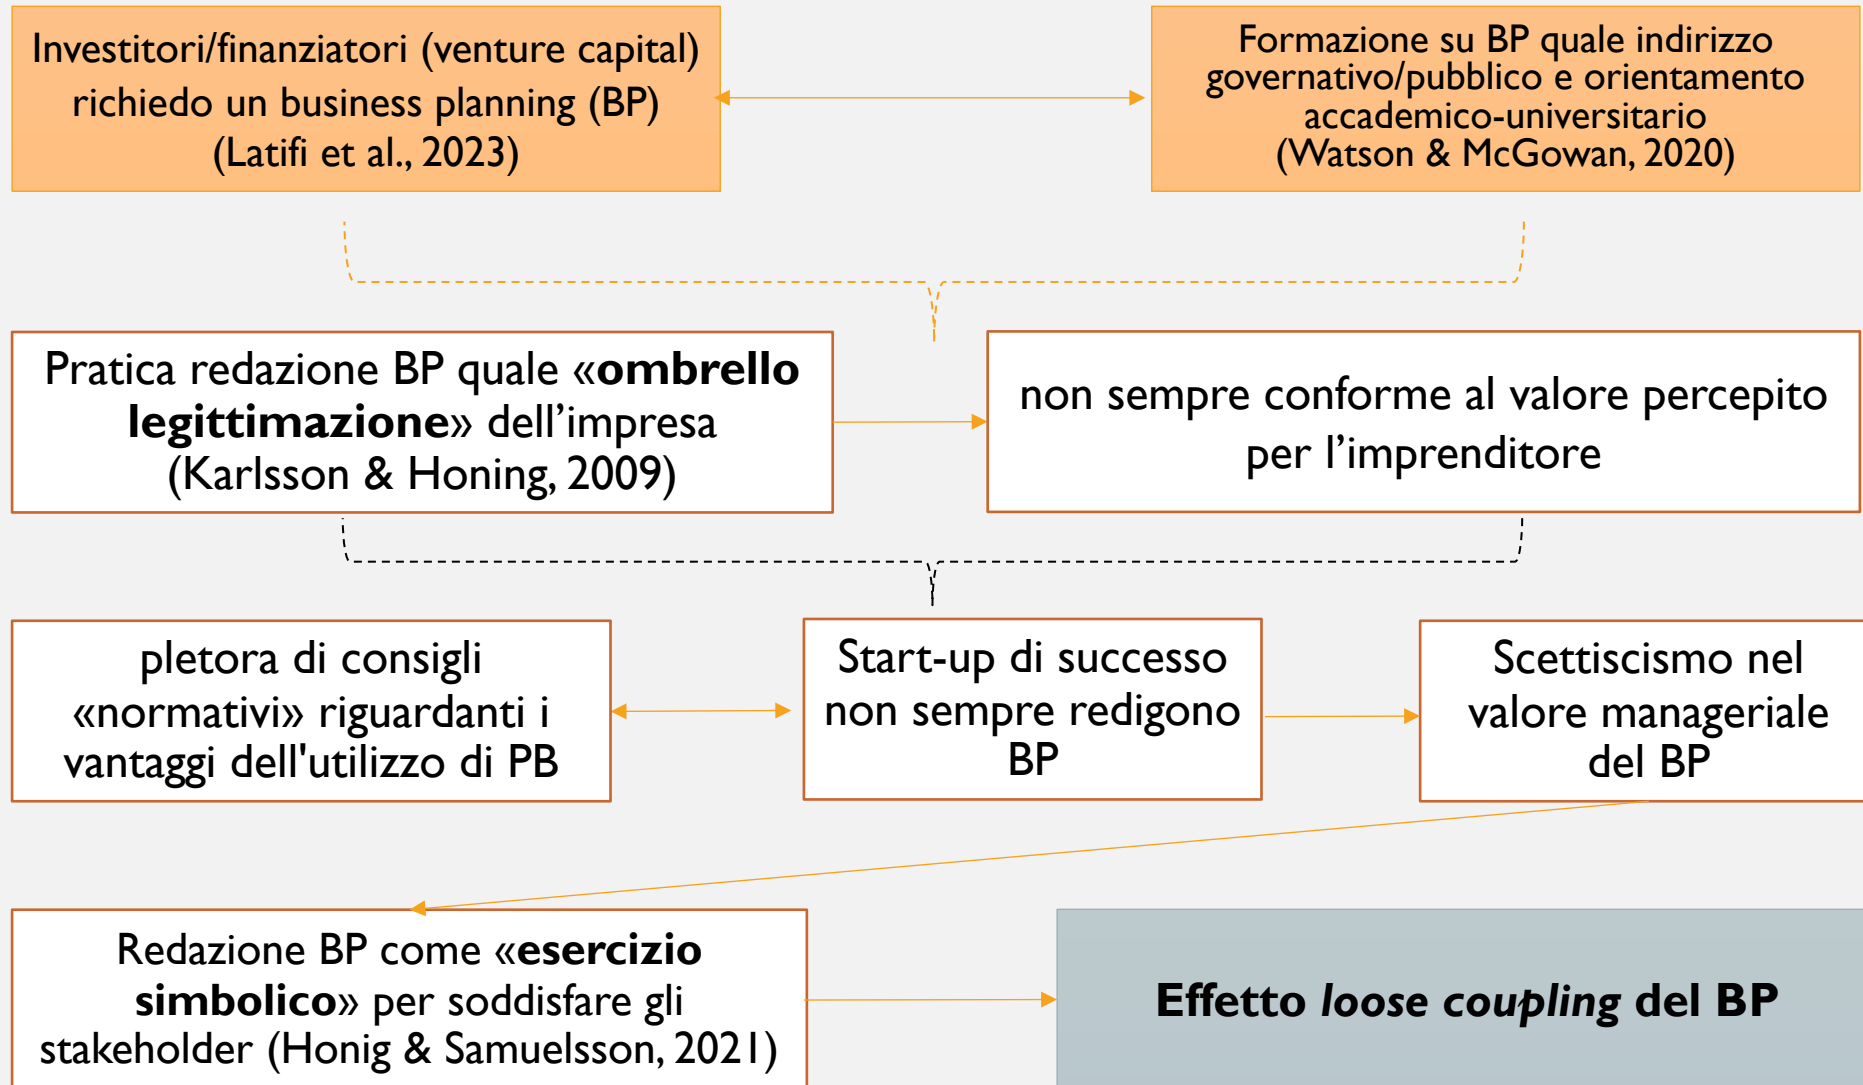 Investitori/finanziatori (venture capital)
richiedo un business planning (BP)
(Latifi et al., 2023)
Formazione su BP quale indirizzo
governativo/pubblico e orientamento
accademico-universitario
(Watson & McGowan, 2020)
Pratica redazione BP quale «ombrello
legittimazione» dell’impresa
(Karlsson & Honing, 2009)
non sempre conforme al valore percepito
per l’imprenditore
pletora di consigli
«normativi» riguardanti i
vantaggi dell'utilizzo di PB
Start-up di successo
non sempre redigono
BP
Scettiscismo nel
valore manageriale
del BP
Redazione BP come «esercizio
simbolico» per soddisfare gli
stakeholder (Honig & Samuelsson, 2021)
Effetto loose coupling del BP